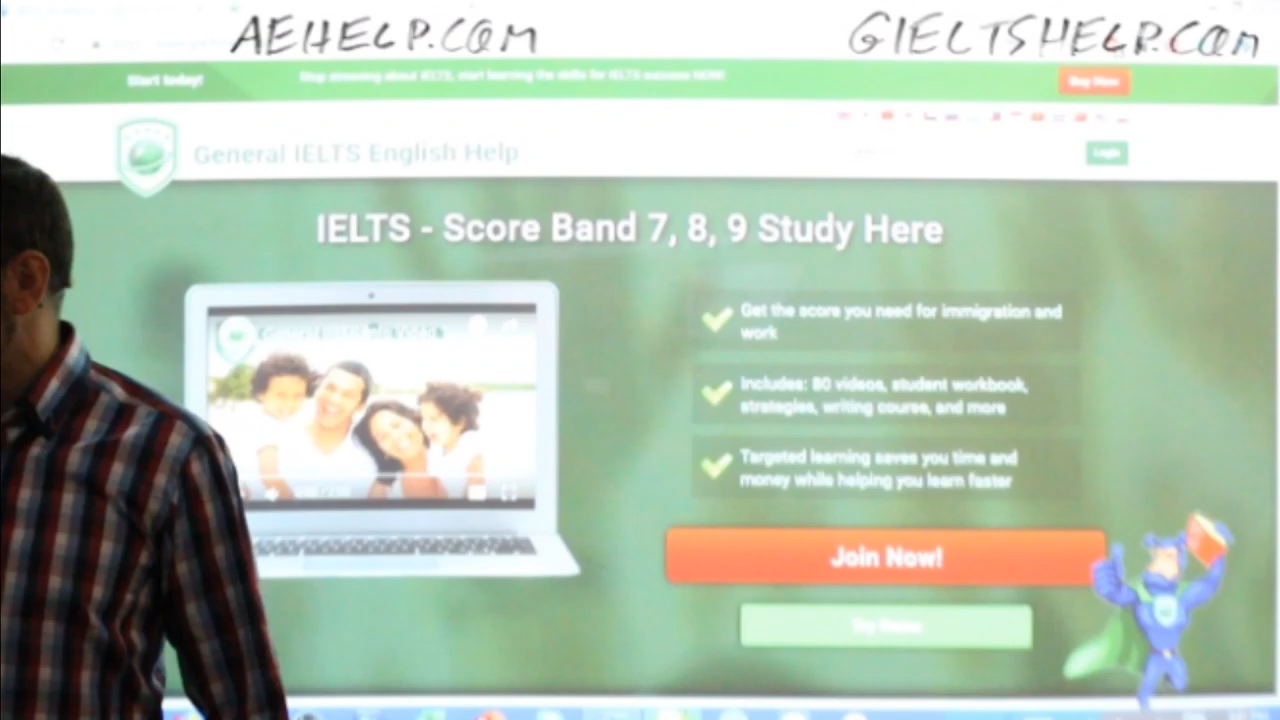 AEHELP.COM
GIELTSHELP.COM
Start today!
Stop stressing about IELTS, start learning the skills for IELTS success NOW!
Buy Now
General IELTS English Help
Login
IELTS - Score Band 7, 8, 9 Study Here
Get the score you need for immigration and
work
Includes: 80 videos, student workbook,
strategies, writing course, and more
Targeted learning saves you time and
money while helping you learn faster
Join Now!